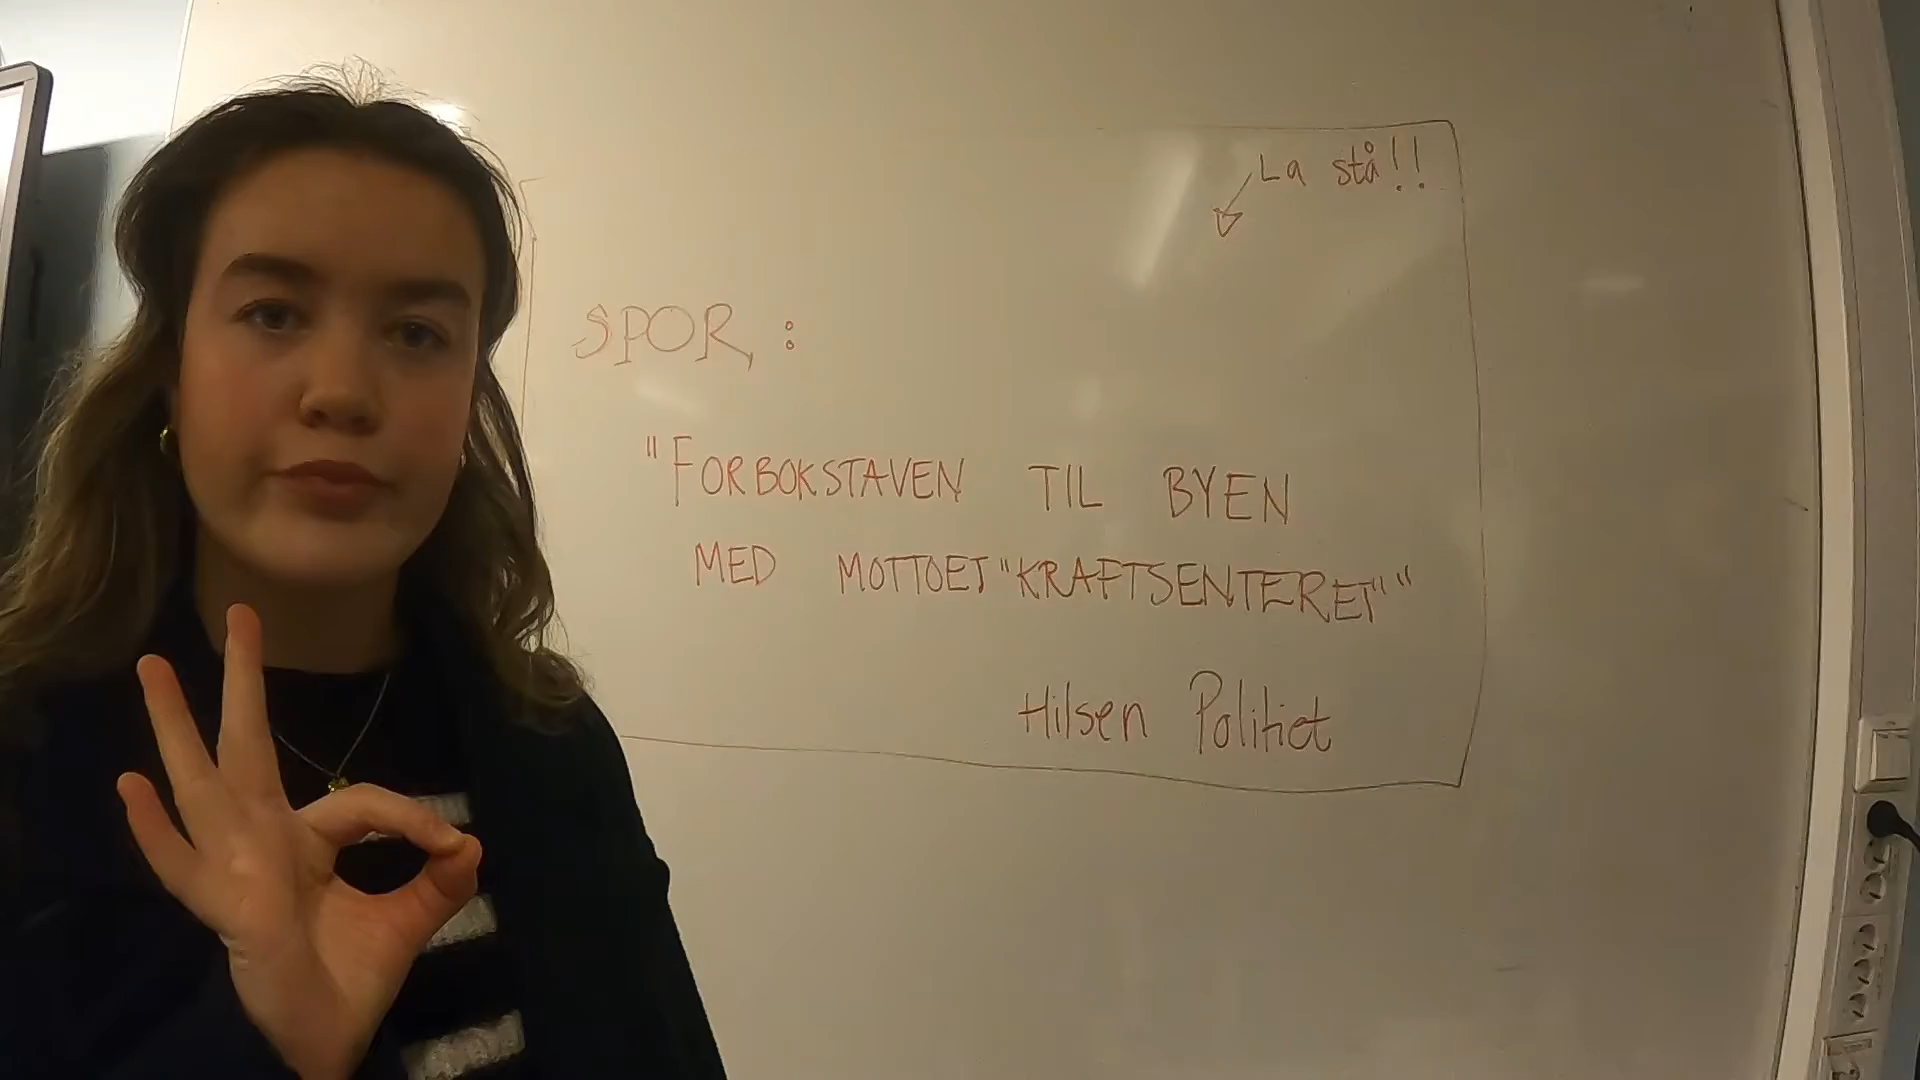 La stå!!
SPOR:
"FORBOKSTAVEN TIL BYEN
MED MOTTOET "KRAFTSENTERET""
Hilsen Politiet